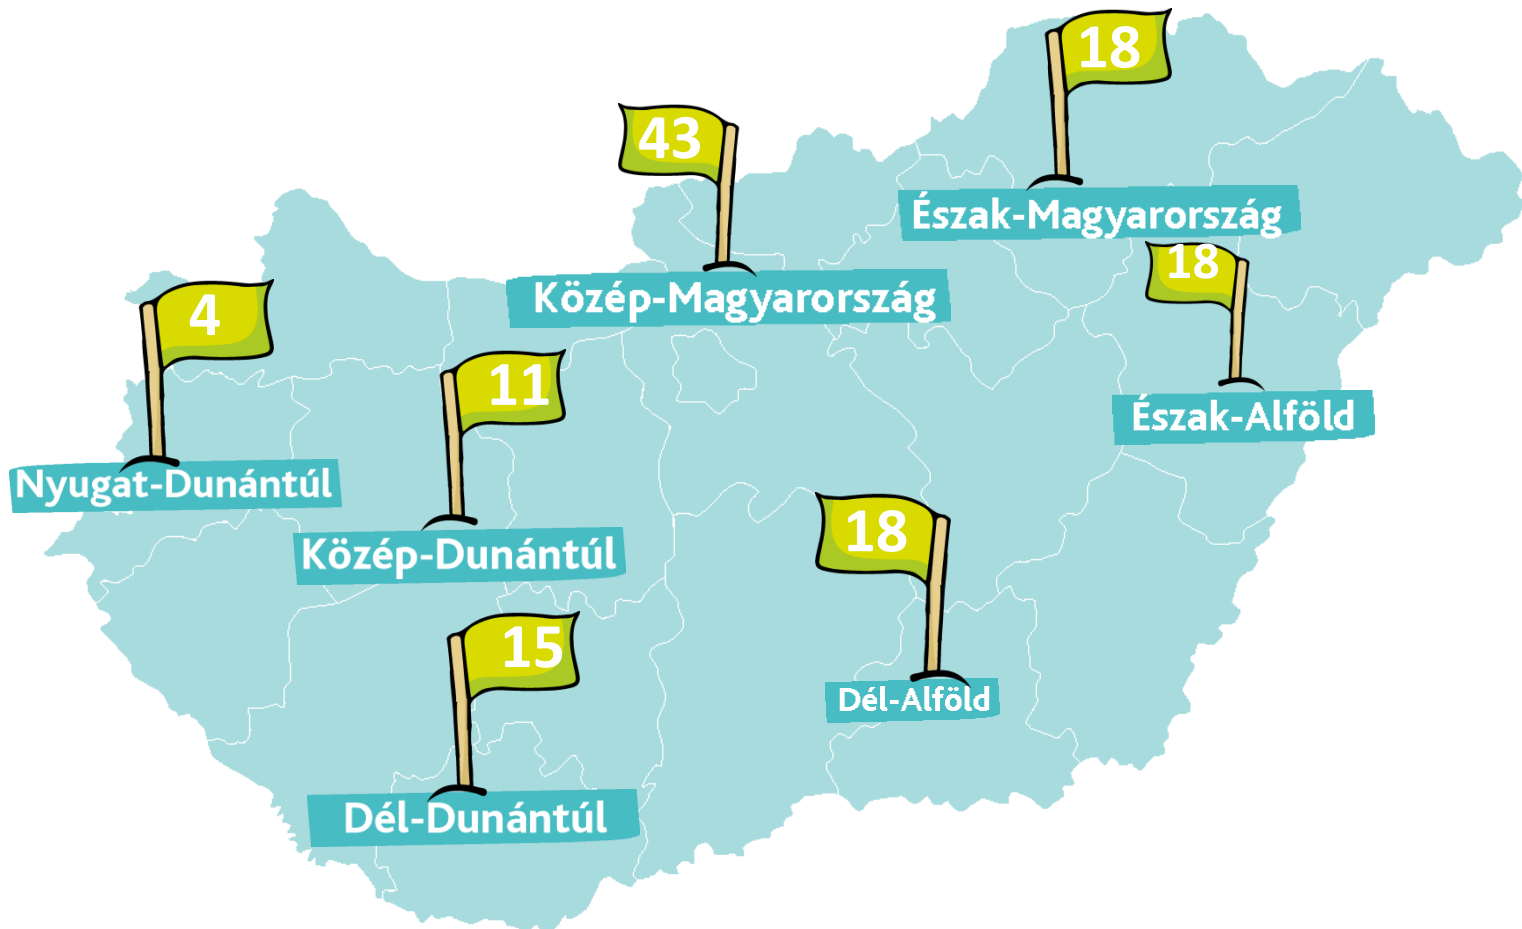 18
Észak-Magyarország
43
Közép-Magyarország
18
Észak-Alföld
4
Nyugat-Dunántúl
11
Közép-Dunántúl
18
Dél-Alföld
15
Dél-Dunántúl